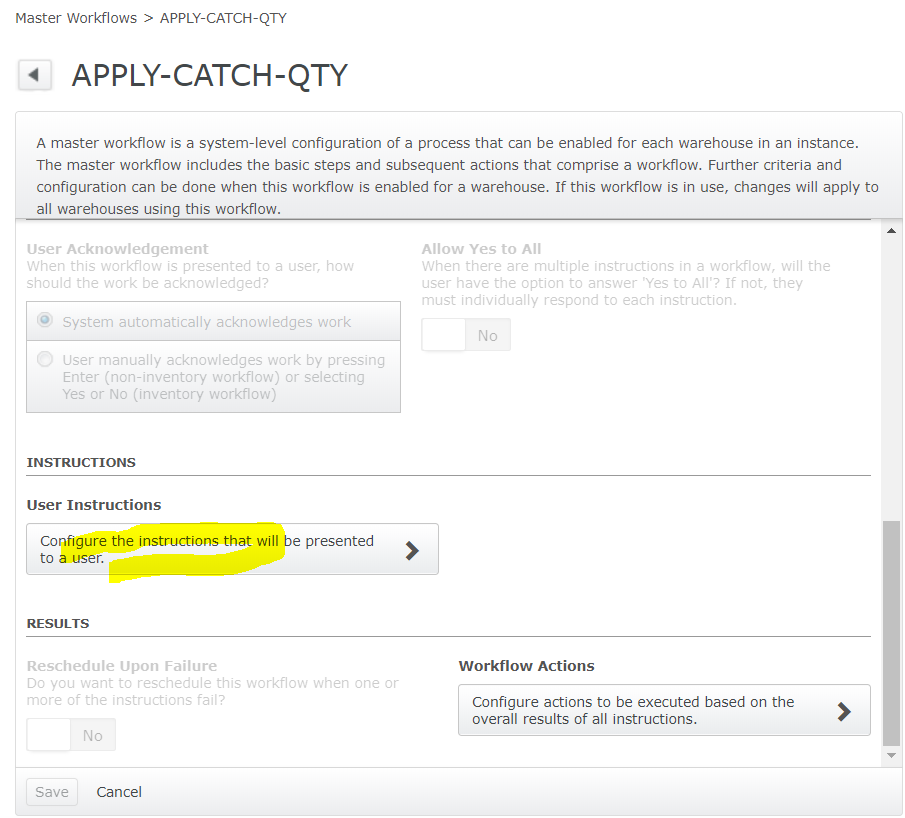 Master Workflows > APPLY-CATCH-QTY
APPLY-CATCH-QTY
A master workflow is a system-level configuration of a process that can be enabled for each warehouse in an instance.
The master workflow includes the basic steps and subsequent actions that comprise a workflow. Further criteria and
configuration can be done when this workflow is enabled for a warehouse. If this workflow is in use, changes will apply to
all warehouses using this workflow.
User Acknowledgement
When this workflow is presented to a user, how
should the work be acknowledged?
System automatically acknowledges work
User manually acknowledges work by pressing
Enter (non-inventory workflow) or selecting
Yes or No (inventory workflow)
Allow Yes to All
When there are multiple instructions in a workflow, will the
user have the option to answer 'Yes to All'? If not, they
must individually respond to each instruction.
No
INSTRUCTIONS
User Instructions
Configure the instructions that will be presented
to a user.
RESULTS
Reschedule Upon Failure
Do you want to reschedule this workflow when one or
more of the instructions fail?
No
Workflow Actions
Configure actions to be executed based on the
overall results of all instructions.
Save Cancel